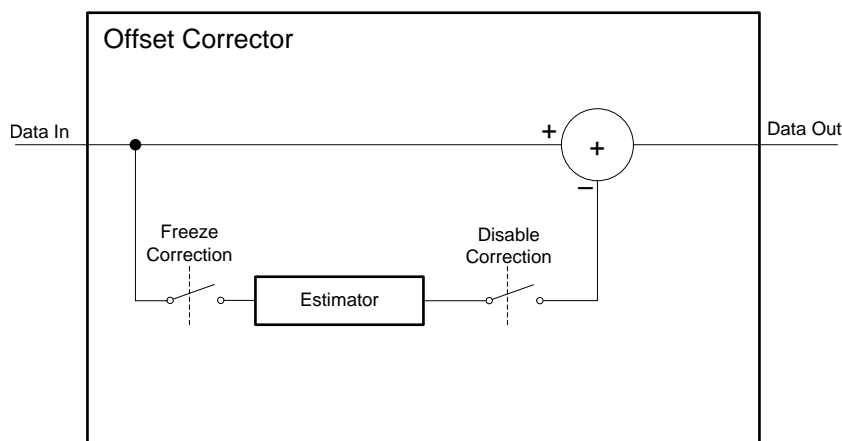 Offset Corrector
Data In
+
+
Data Out
−
Freeze
Correction
Disable
Correction
Estimator